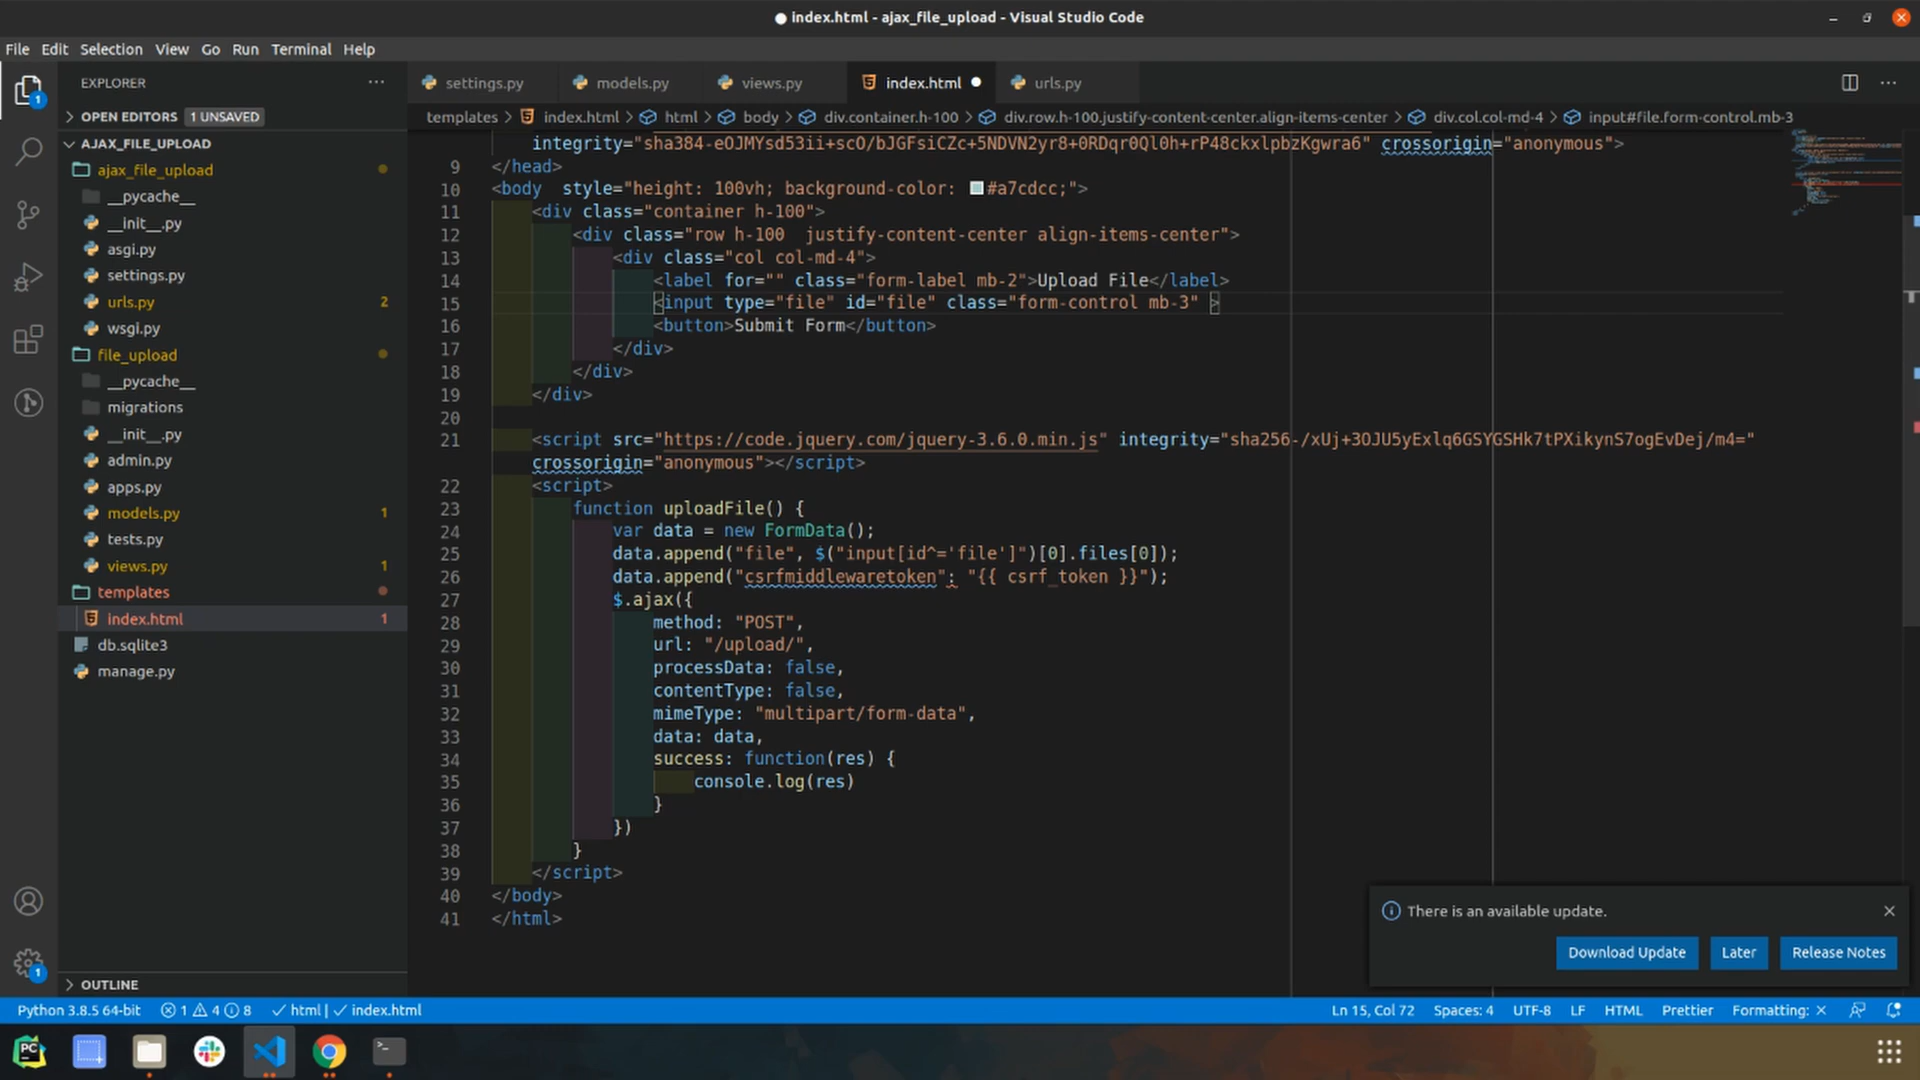 index.html - ajax_file_upload - Visual Studio Code
File Edit Selection View Go Run Terminal Help
EXPLORER
settings.py models.py views.py index.html urls.py
OPEN EDITORS 1 UNSAVED
templates > index.html > html > body > div.container.h-100 > div.row.h-100.justify-content-center.align-items-center > div.col.col-md-4 > input#file.form-control.mb-3
AJAX_FILE_UPLOAD
ajax_file_upload
__pycache__
__init__.py
asgi.py
settings.py
urls.py 2
wsgi.py
file_upload
__pycache__
migrations
__init__.py
admin.py
apps.py
models.py 1
tests.py
views.py 1
templates
index.html 1
db.sqlite3
manage.py
OUTLINE
integrity="sha384-eOJMYsd53ii+scO/bJGFsiCZc+5NDVN2yr8+0RDqr0Ql0h+rP48ckxlpbzKgwra6" crossorigin="anonymous">
9 </head>
10 <body  style="height: 100vh; background-color: #a7cdcc;">
11 <div class="container h-100">
12 <div class="row h-100  justify-content-center align-items-center">
13 <div class="col col-md-4">
14 <label for="" class="form-label mb-2">Upload File</label>
15 <input type="file" id="file" class="form-control mb-3" >
16 <button>Submit Form</button>
17 </div>
18 </div>
19 </div>
20
21 <script src="https://code.jquery.com/jquery-3.6.0.min.js" integrity="sha256-/xUj+3OJU5yExlq6GSYGSHk7tPXikynS7ogEvDej/m4="
crossorigin="anonymous"></script>
22 <script>
23 function uploadFile() {
24 var data = new FormData();
25 data.append("file", $("input[id^='file']")[0].files[0]);
26 data.append("csrfmiddlewaretoken": "{{ csrf_token }}");
27 $.ajax({
28 method: "POST",
29 url: "/upload/",
30 processData: false,
31 contentType: false,
32 mimeType: "multipart/form-data",
33 data: data,
34 success: function(res) {
35 console.log(res)
36 }
37 })
38 }
39 </script>
40 </body>
41 </html>
There is an available update.
Download Update Later Release Notes
Python 3.8.5 64-bit 1 4 8 html | index.html Ln 15, Col 72 Spaces: 4 UTF-8 LF HTML Prettier Formatting:
1
1
PC